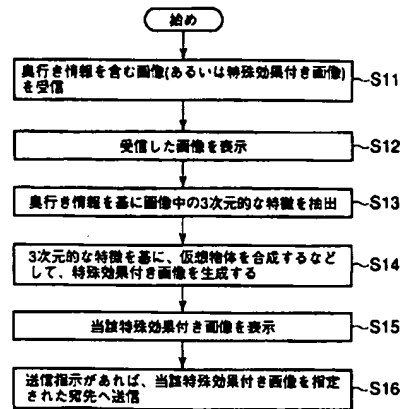 始め
奥行き情報を含む画像(あるいは特殊効果付き画像)
を受信
S11
受信した画像を表示
S12
奥行き情報を基に画像中の3次元的な特徴を抽出
S13
3次元的な特徴を基に、仮想物体を合成するなど
して、特殊効果付き画像を生成する
S14
当該特殊効果付き画像を表示
S15
送信指示があれば、当該特殊効果付き画像を指定
された宛先へ送信
S16